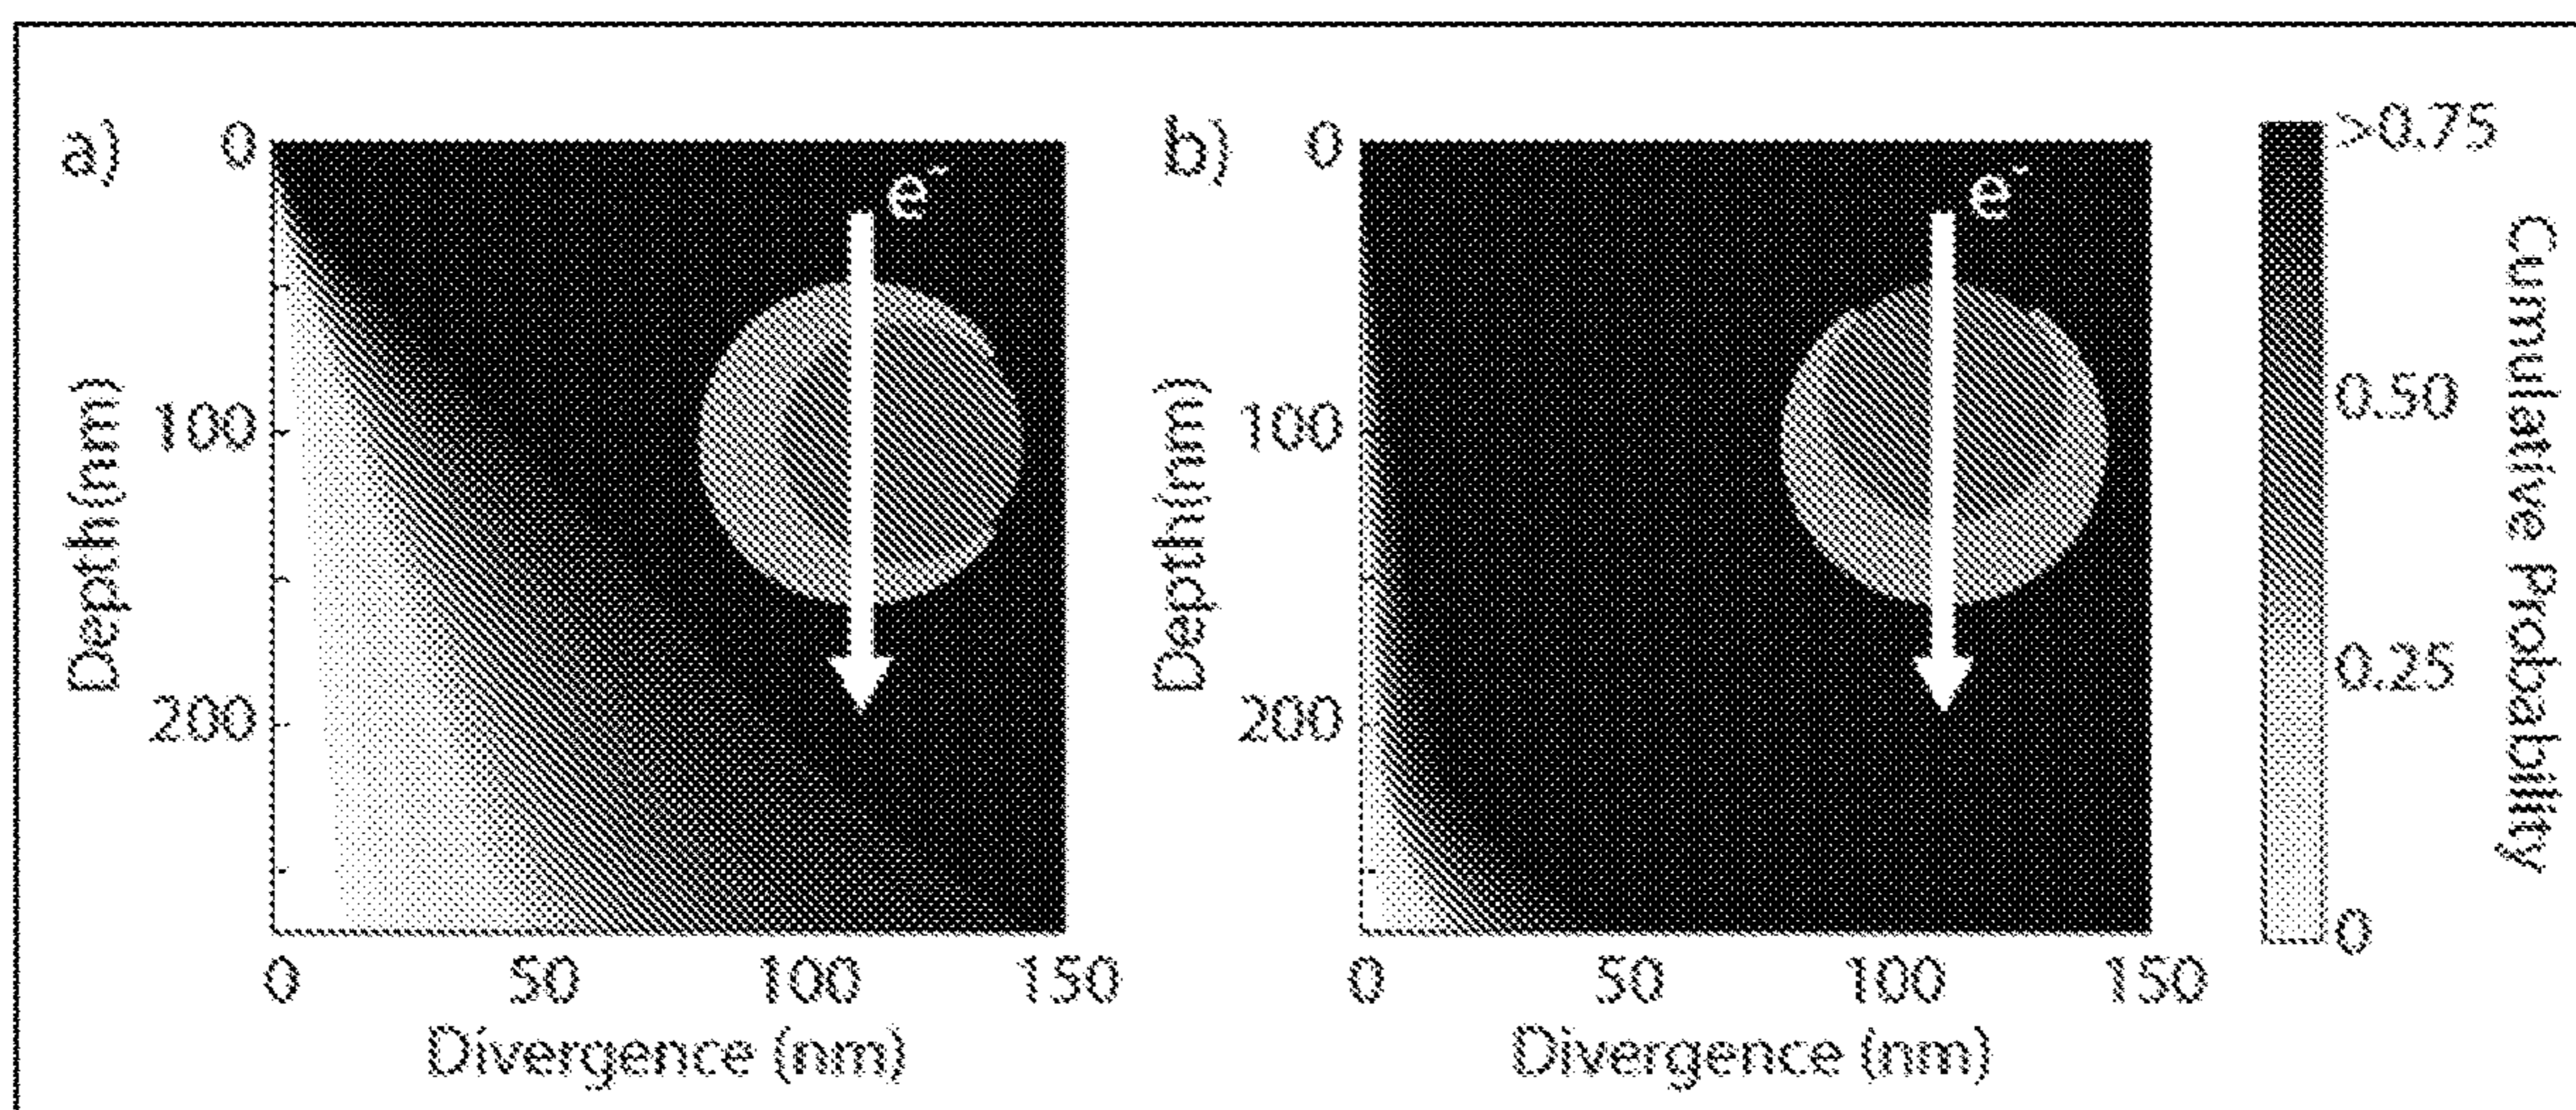 a)
0
100
200
Depth(nm)
e⁻
0
50
100
150
Divergence (nm)
b)
0
100
200
Depth(nm)
e⁻
0
50
100
150
Divergence (nm)
>0.75
0.50
0.25
0
Cumulative Probability